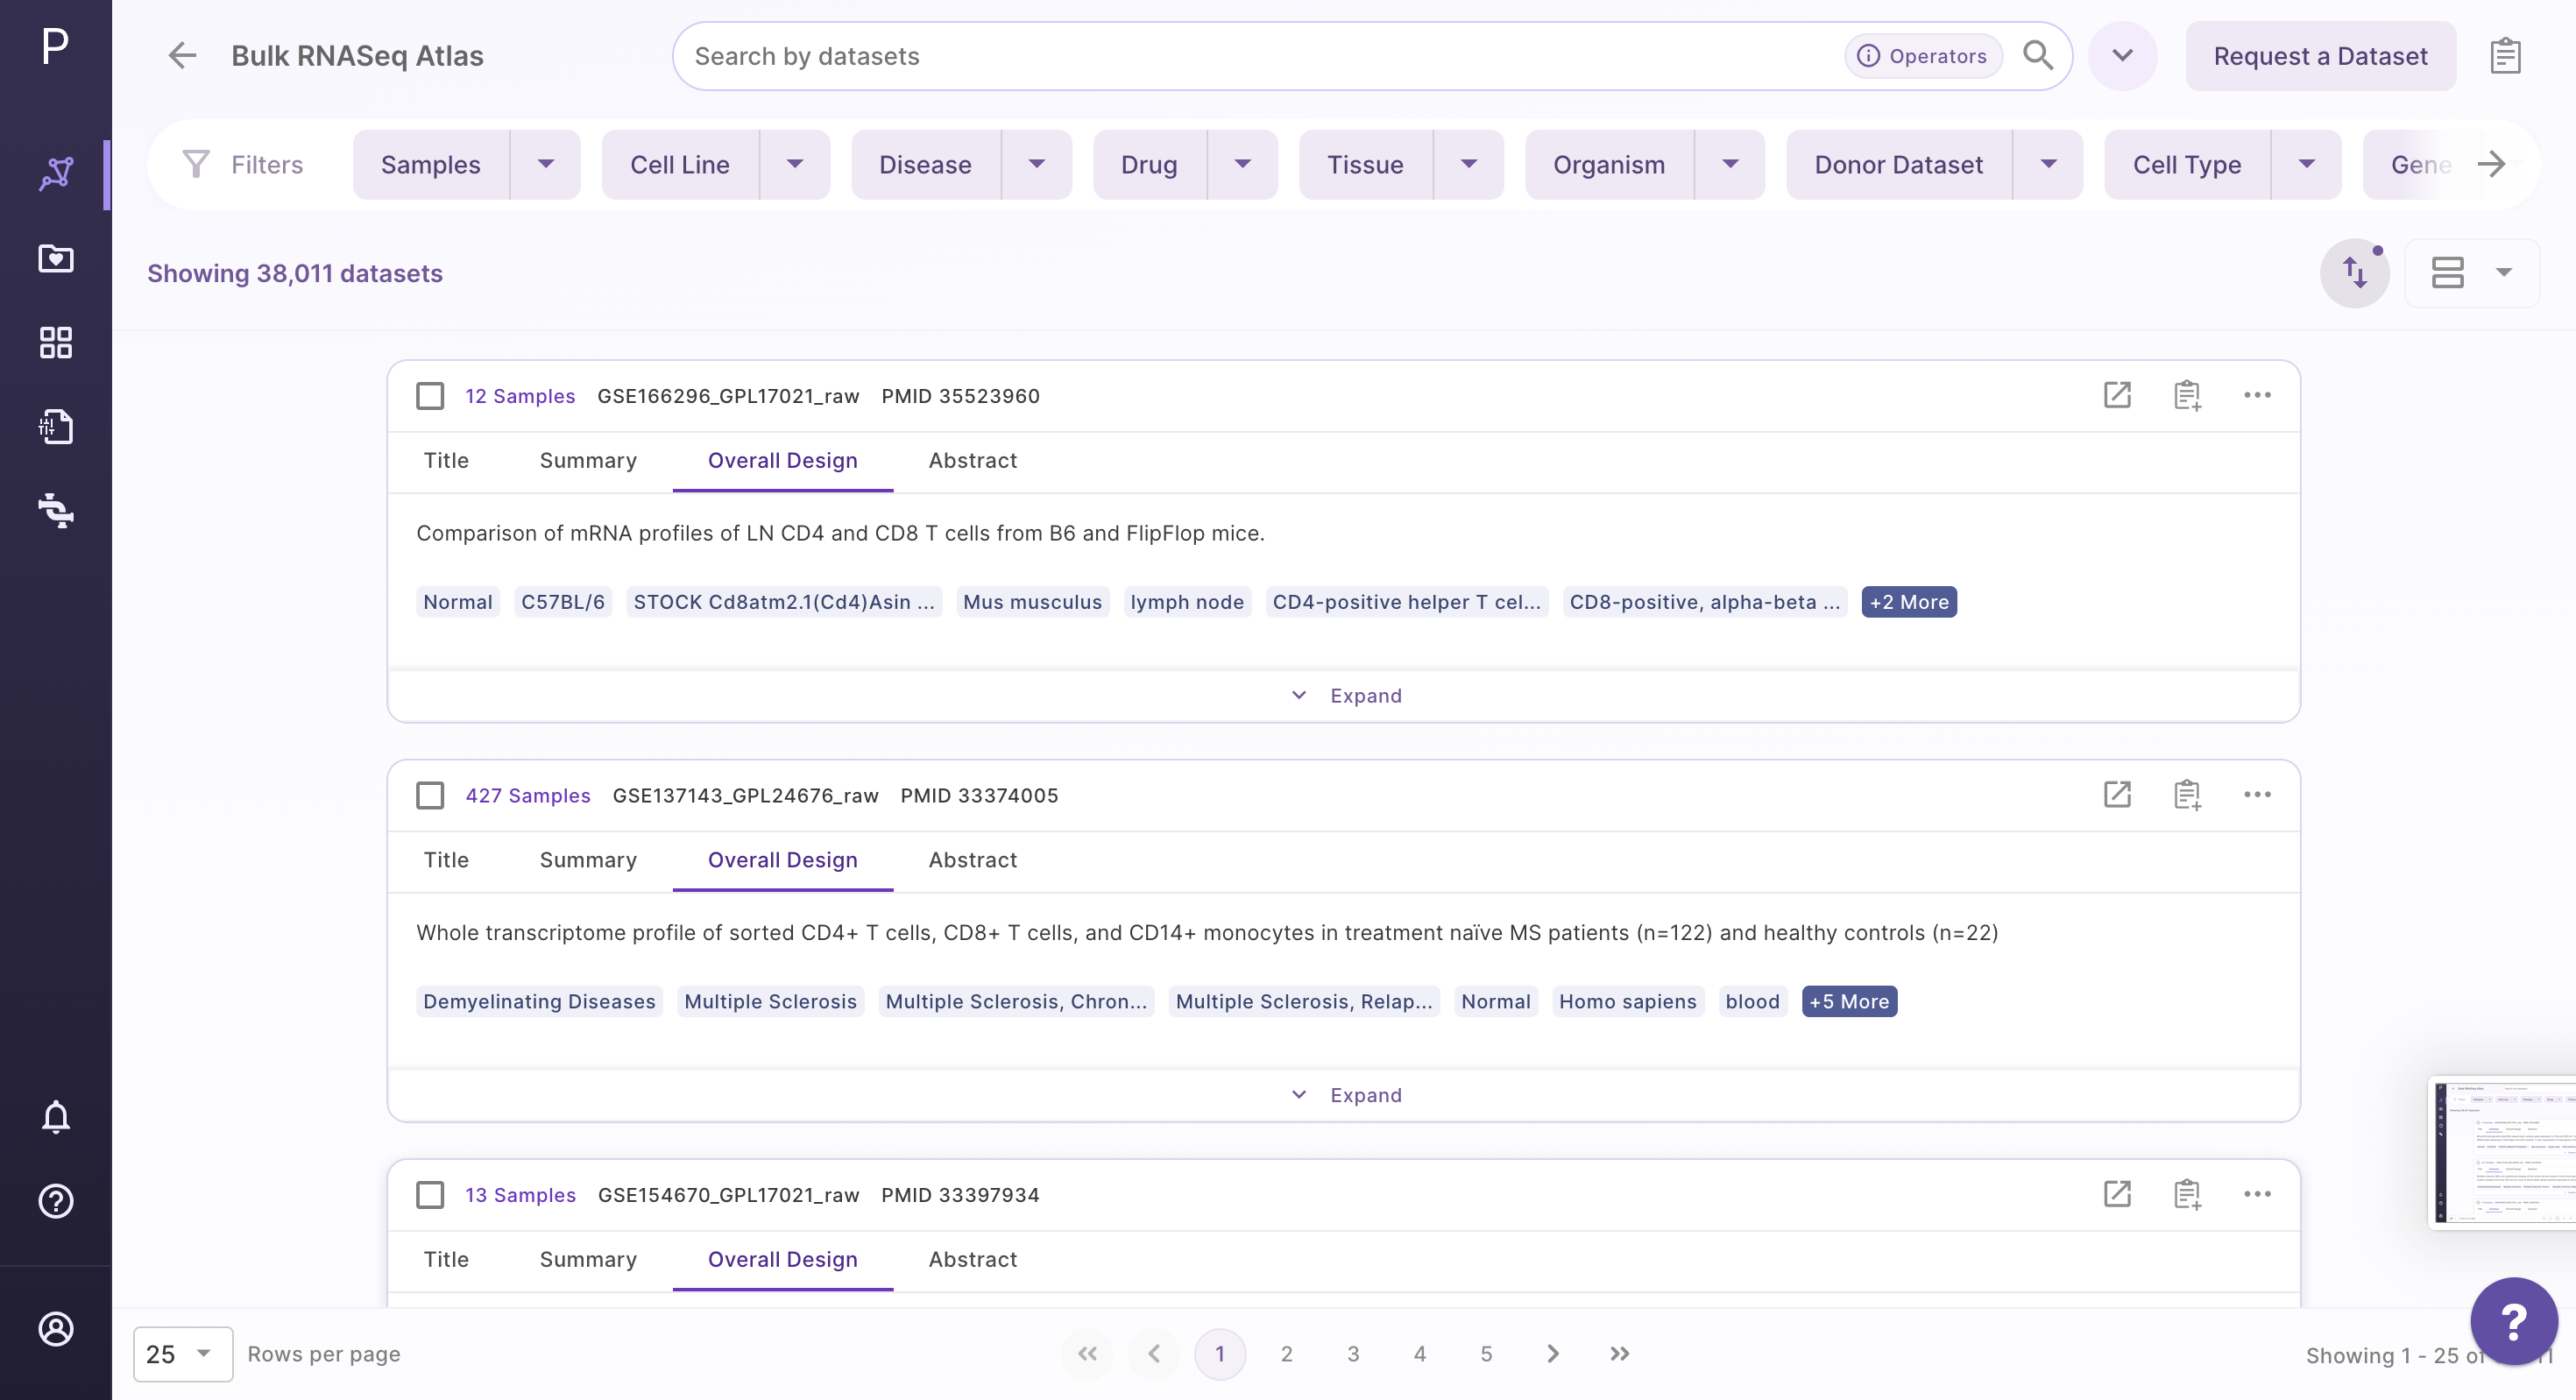 P
Bulk RNASeq Atlas
Search by datasets
Operators
Request a Dataset
Filters
Samples
Cell Line
Disease
Drug
Tissue
Organism
Donor Dataset
Cell Type
Gene
Showing 38,011 datasets
12 Samples GSE166296_GPL17021_raw PMID 35523960
Title Summary Overall Design Abstract
Comparison of mRNA profiles of LN CD4 and CD8 T cells from B6 and FlipFlop mice.
Normal C57BL/6 STOCK Cd8atm2.1(Cd4)Asin ... Mus musculus lymph node CD4-positive helper T cel... CD8-positive, alpha-beta ... +2 More
Expand
427 Samples GSE137143_GPL24676_raw PMID 33374005
Title Summary Overall Design Abstract
Whole transcriptome profile of sorted CD4+ T cells, CD8+ T cells, and CD14+ monocytes in treatment naïve MS patients (n=122) and healthy controls (n=22)
Demyelinating Diseases Multiple Sclerosis Multiple Sclerosis, Chron... Multiple Sclerosis, Relap... Normal Homo sapiens blood +5 More
Expand
13 Samples GSE154670_GPL17021_raw PMID 33397934
Title Summary Overall Design Abstract
25 Rows per page
1 2 3 4 5
Showing 1 - 25 of
?